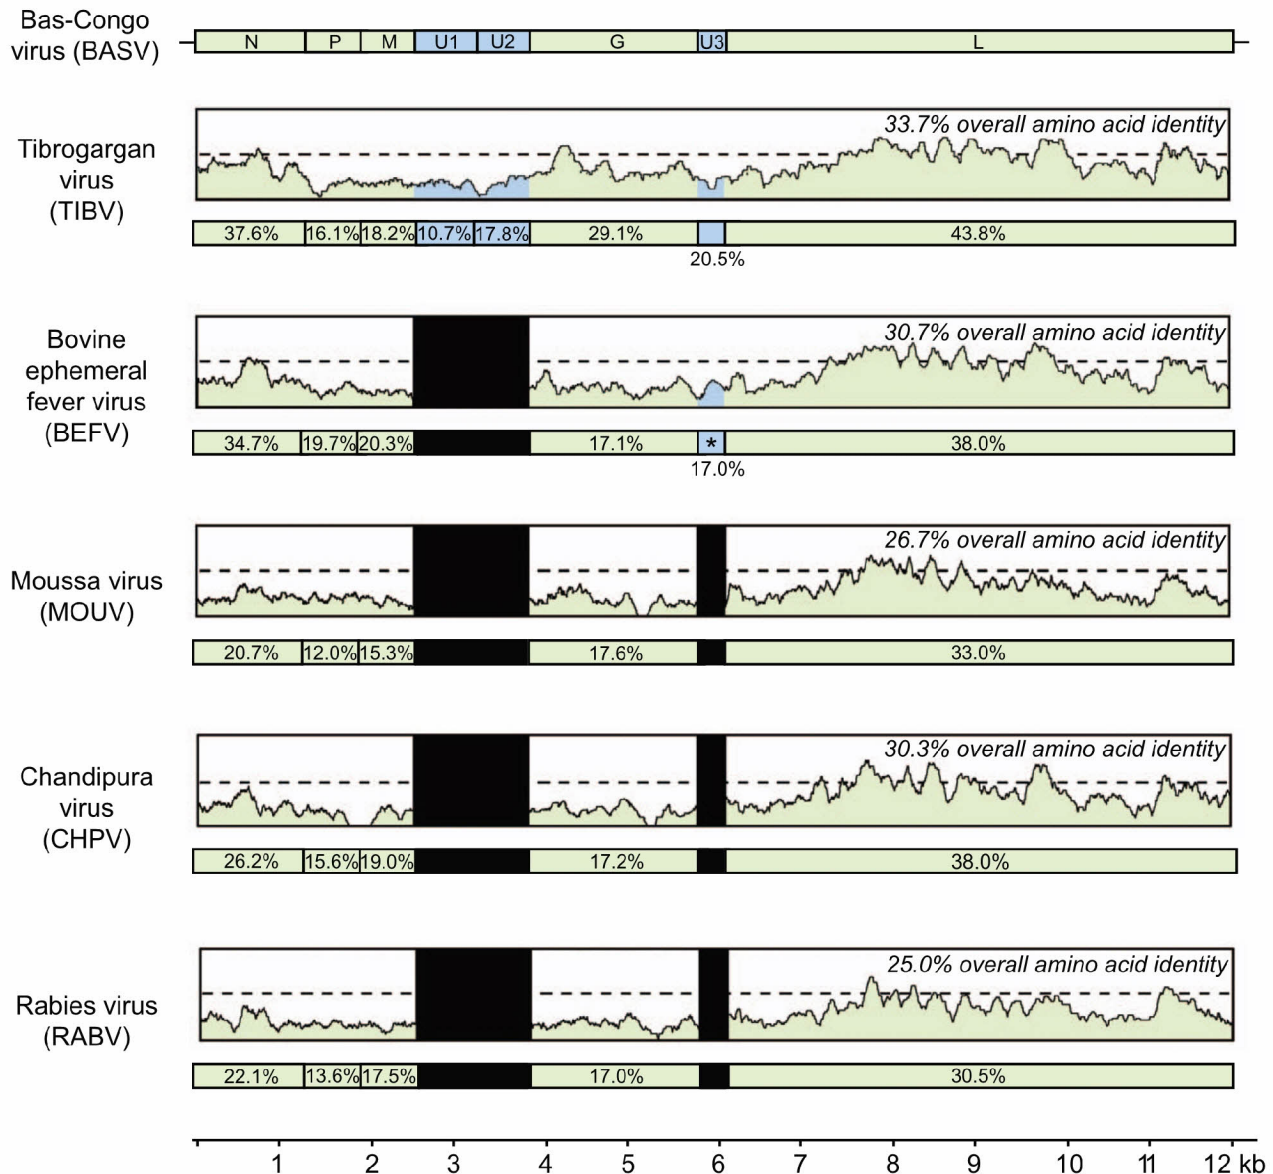 Bas-Congo
virus (BASV)
N P M U1 U2 G U3 L
Tibrogargan
virus
(TIBV)
33.7% overall amino acid identity
37.6% 16.1% 18.2% 10.7% 17.8% 29.1% 43.8%
20.5%
Bovine
ephemeral
fever virus
(BEFV)
30.7% overall amino acid identity
34.7% 19.7% 20.3% 17.1% * 38.0%
17.0%
Moussa virus
(MOUV)
26.7% overall amino acid identity
20.7% 12.0% 15.3% 17.6% 33.0%
Chandipura
virus
(CHPV)
30.3% overall amino acid identity
26.2% 15.6% 19.0% 17.2% 38.0%
Rabies virus
(RABV)
25.0% overall amino acid identity
22.1% 13.6% 17.5% 17.0% 30.5%
1 2 3 4 5 6 7 8 9 10 11 12 kb